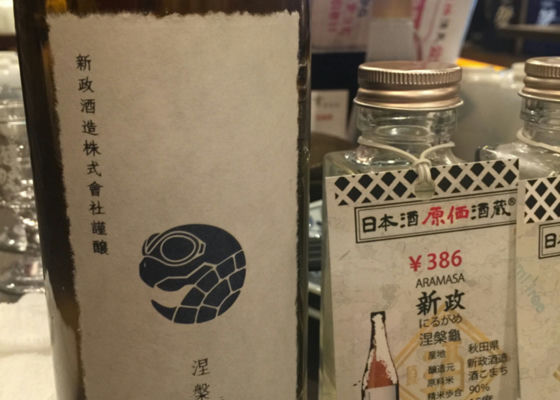 新政酒造株式會社謹醸
涅槃
日本酒原価酒蔵®
¥386
ARAMASA
新政
にるがめ
涅槃龜
産地 秋田県
醸造元 新政酒造
原料米 酒こまち
精米歩合 90%